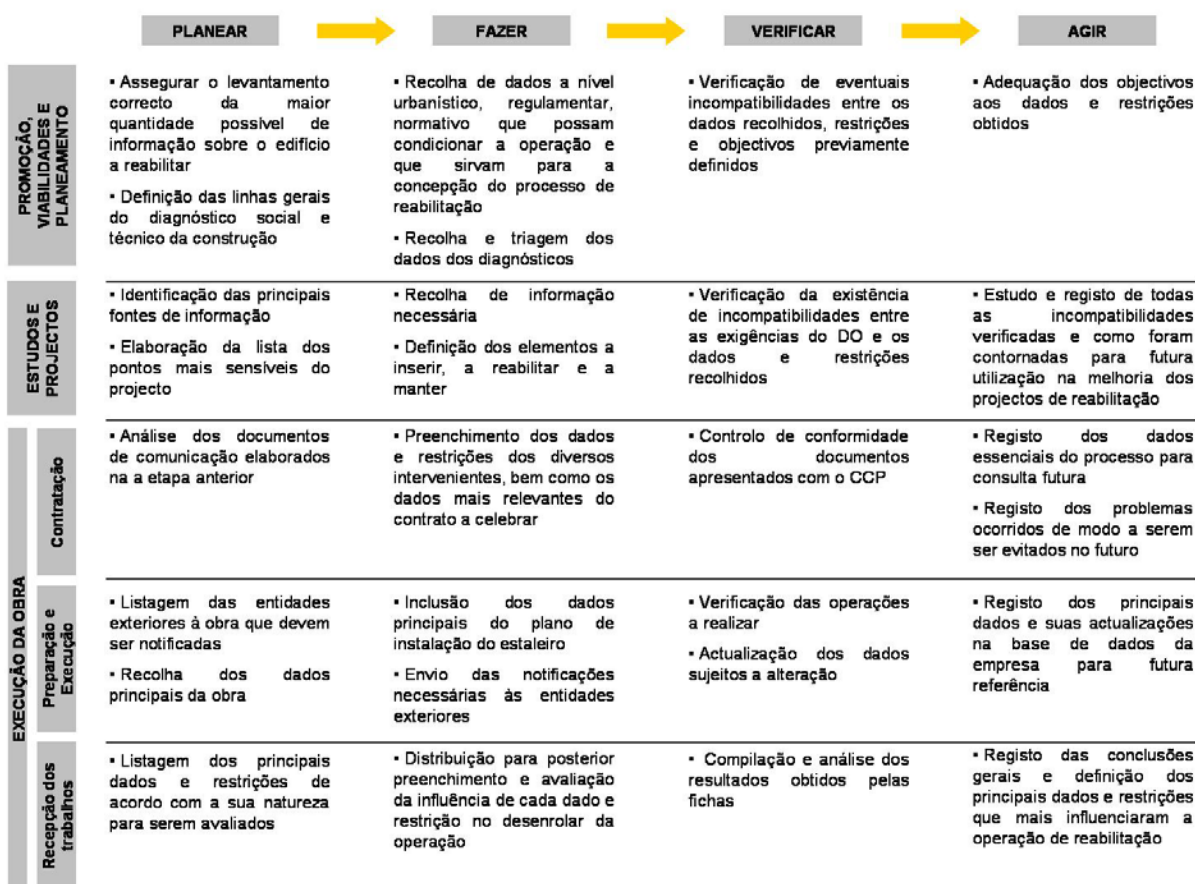 PLANEAR
FAZER
VERIFICAR
AGIR
PROMOÇÃO,
VIABILIDADES E
PLANEAMENTO
▪ Assegurar o levantamento
correcto da maior
quantidade possível de
informação sobre o edifício
a reabilitar
▪ Definição das linhas gerais
do diagnóstico social e
técnico da construção
▪ Recolha de dados a nível
urbanístico, regulamentar,
normativo que possam
condicionar a operação e
que sirvam para a
concepção do processo de
reabilitação
▪ Recolha e triagem dos
dados dos diagnósticos
▪ Verificação de eventuais
incompatibilidades entre os
dados recolhidos, restrições
e objectivos previamente
definidos
▪ Adequação dos objectivos
aos dados e restrições
obtidos
ESTUDOS E
PROJECTOS
▪ Identificação das principais
fontes de informação
▪ Elaboração da lista dos
pontos mais sensíveis do
projecto
▪ Recolha de informação
necessária
▪ Definição dos elementos a
inserir, a reabilitar e a
manter
▪ Verificação da existência
de incompatibilidades entre
as exigências do DO e os
dados e restrições
recolhidos
▪ Estudo e registo de todas
as incompatibilidades
verificadas e como foram
contornadas para futura
utilização na melhoria dos
projectos de reabilitação
EXECUÇÃO DA OBRA
Contratação
▪ Análise dos documentos
de comunicação elaborados
na a etapa anterior
▪ Preenchimento dos dados
e restrições dos diversos
intervenientes, bem como os
dados mais relevantes do
contrato a celebrar
▪ Controlo de conformidade
dos documentos
apresentados com o CCP
▪ Registo dos dados
essenciais do processo para
consulta futura
▪ Registo dos problemas
ocorridos de modo a serem
ser evitados no futuro
Preparação e
Execução
▪ Listagem das entidades
exteriores à obra que devem
ser notificadas
▪ Recolha dos dados
principais da obra
▪ Inclusão dos dados
principais do plano de
instalação do estaleiro
▪ Envio das notificações
necessárias às entidades
exteriores
▪ Verificação das operações
a realizar
▪ Actualização dos dados
sujeitos a alteração
▪ Registo dos principais
dados e suas actualizações
na base de dados da
empresa para futura
referência
Recepção dos
trabalhos
▪ Listagem dos principais
dados e restrições de
acordo com a sua natureza
para serem avaliados
▪ Distribuição para posterior
preenchimento e avaliação
da influência de cada dado e
restrição no desenrolar da
operação
▪ Compilação e análise dos
resultados obtidos pelas
fichas
▪ Registo das conclusões
gerais e definição dos
principais dados e restrições
que mais influenciaram a
operação de reabilitação